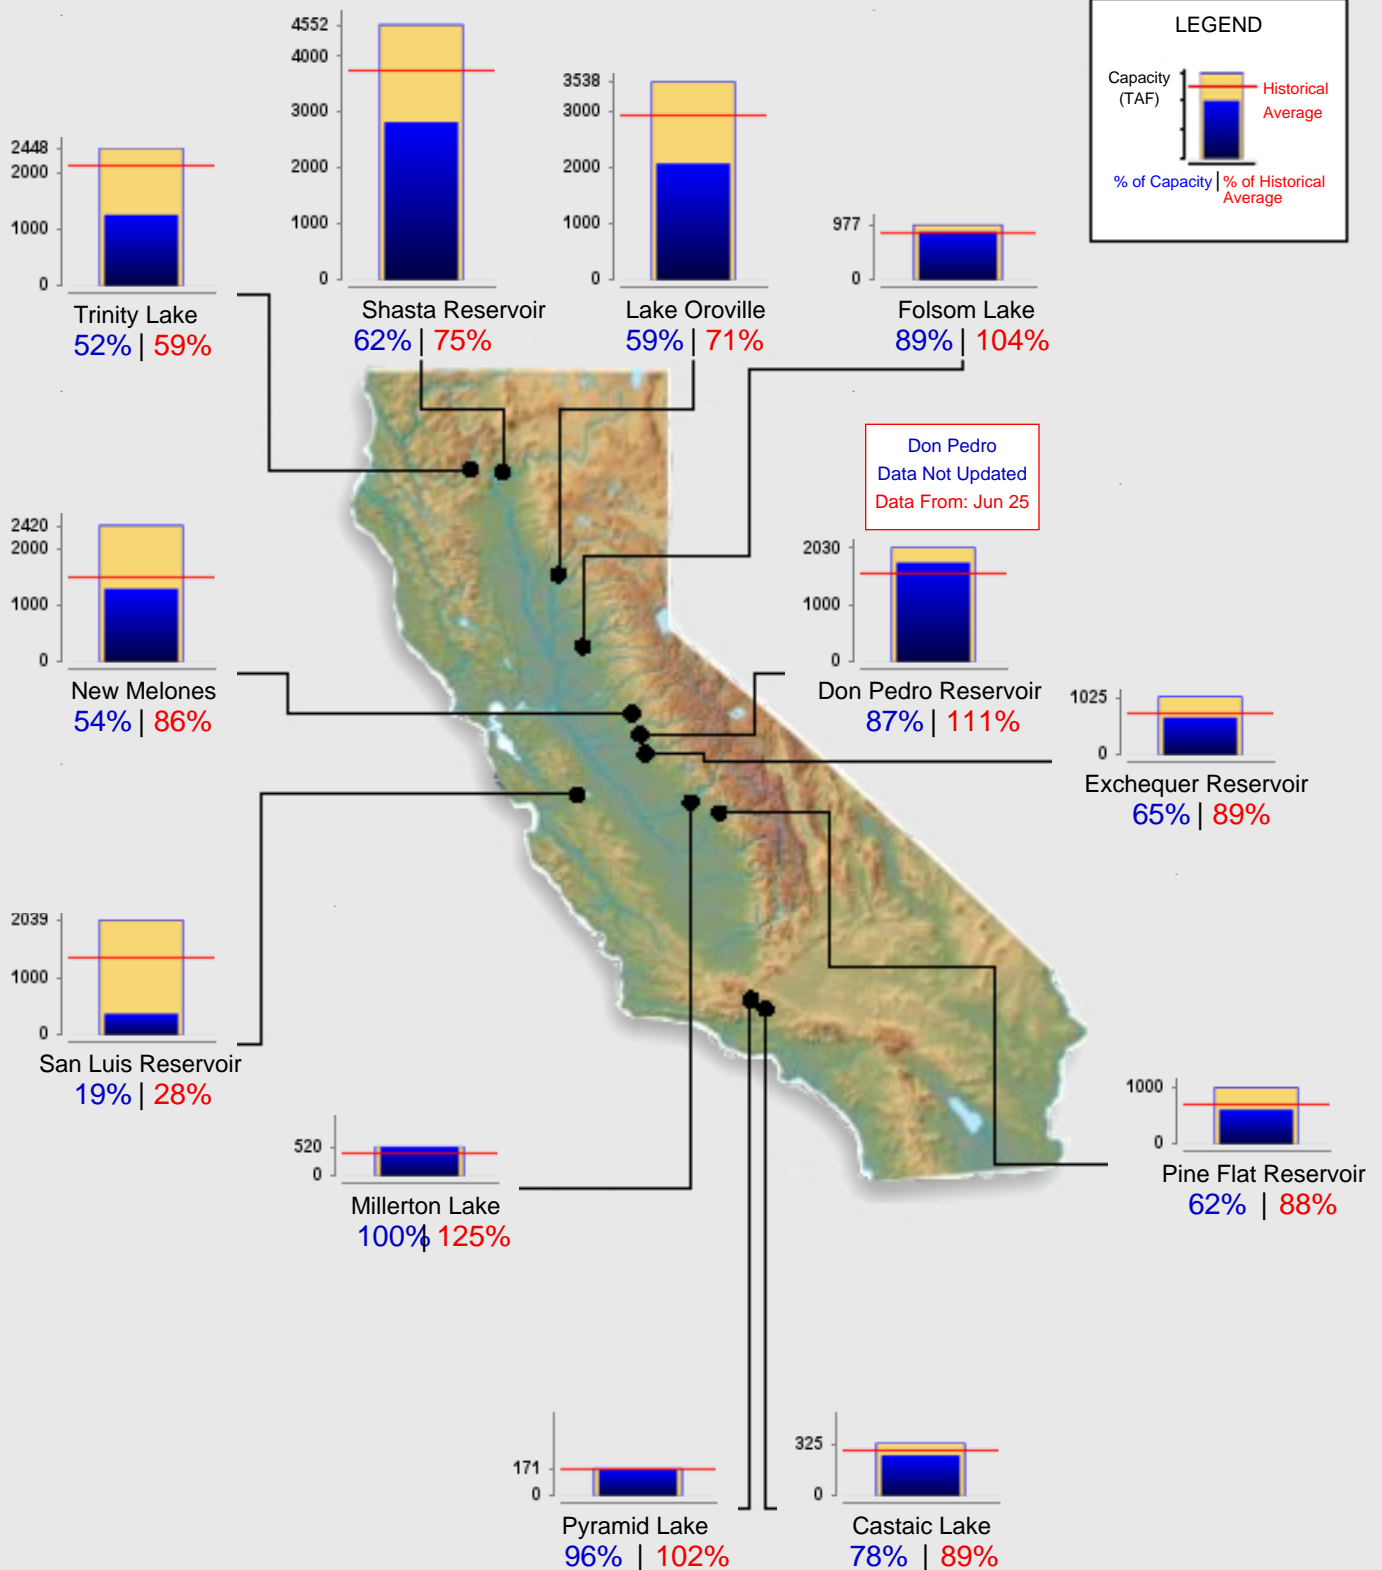 4552
4000
3000
2000
1000
0
Shasta Reservoir
62% | 75%
3538
3000
2000
1000
0
Lake Oroville
59% | 71%
LEGEND
Capacity
(TAF)
Historical
Average
% of Capacity | % of Historical
Average
2448
2000
1000
0
Trinity Lake
52% | 59%
977
0
Folsom Lake
89% | 104%
Don Pedro
Data Not Updated
Data From: Jun 25
2420
2000
1000
0
New Melones
54% | 86%
2030
1000
0
Don Pedro Reservoir
87% | 111%
1025
0
Exchequer Reservoir
65% | 89%
2039
1000
0
San Luis Reservoir
19% | 28%
520
0
Millerton Lake
100% | 125%
1000
0
Pine Flat Reservoir
62% | 88%
171
0
Pyramid Lake
96% | 102%
325
0
Castaic Lake
78% | 89%